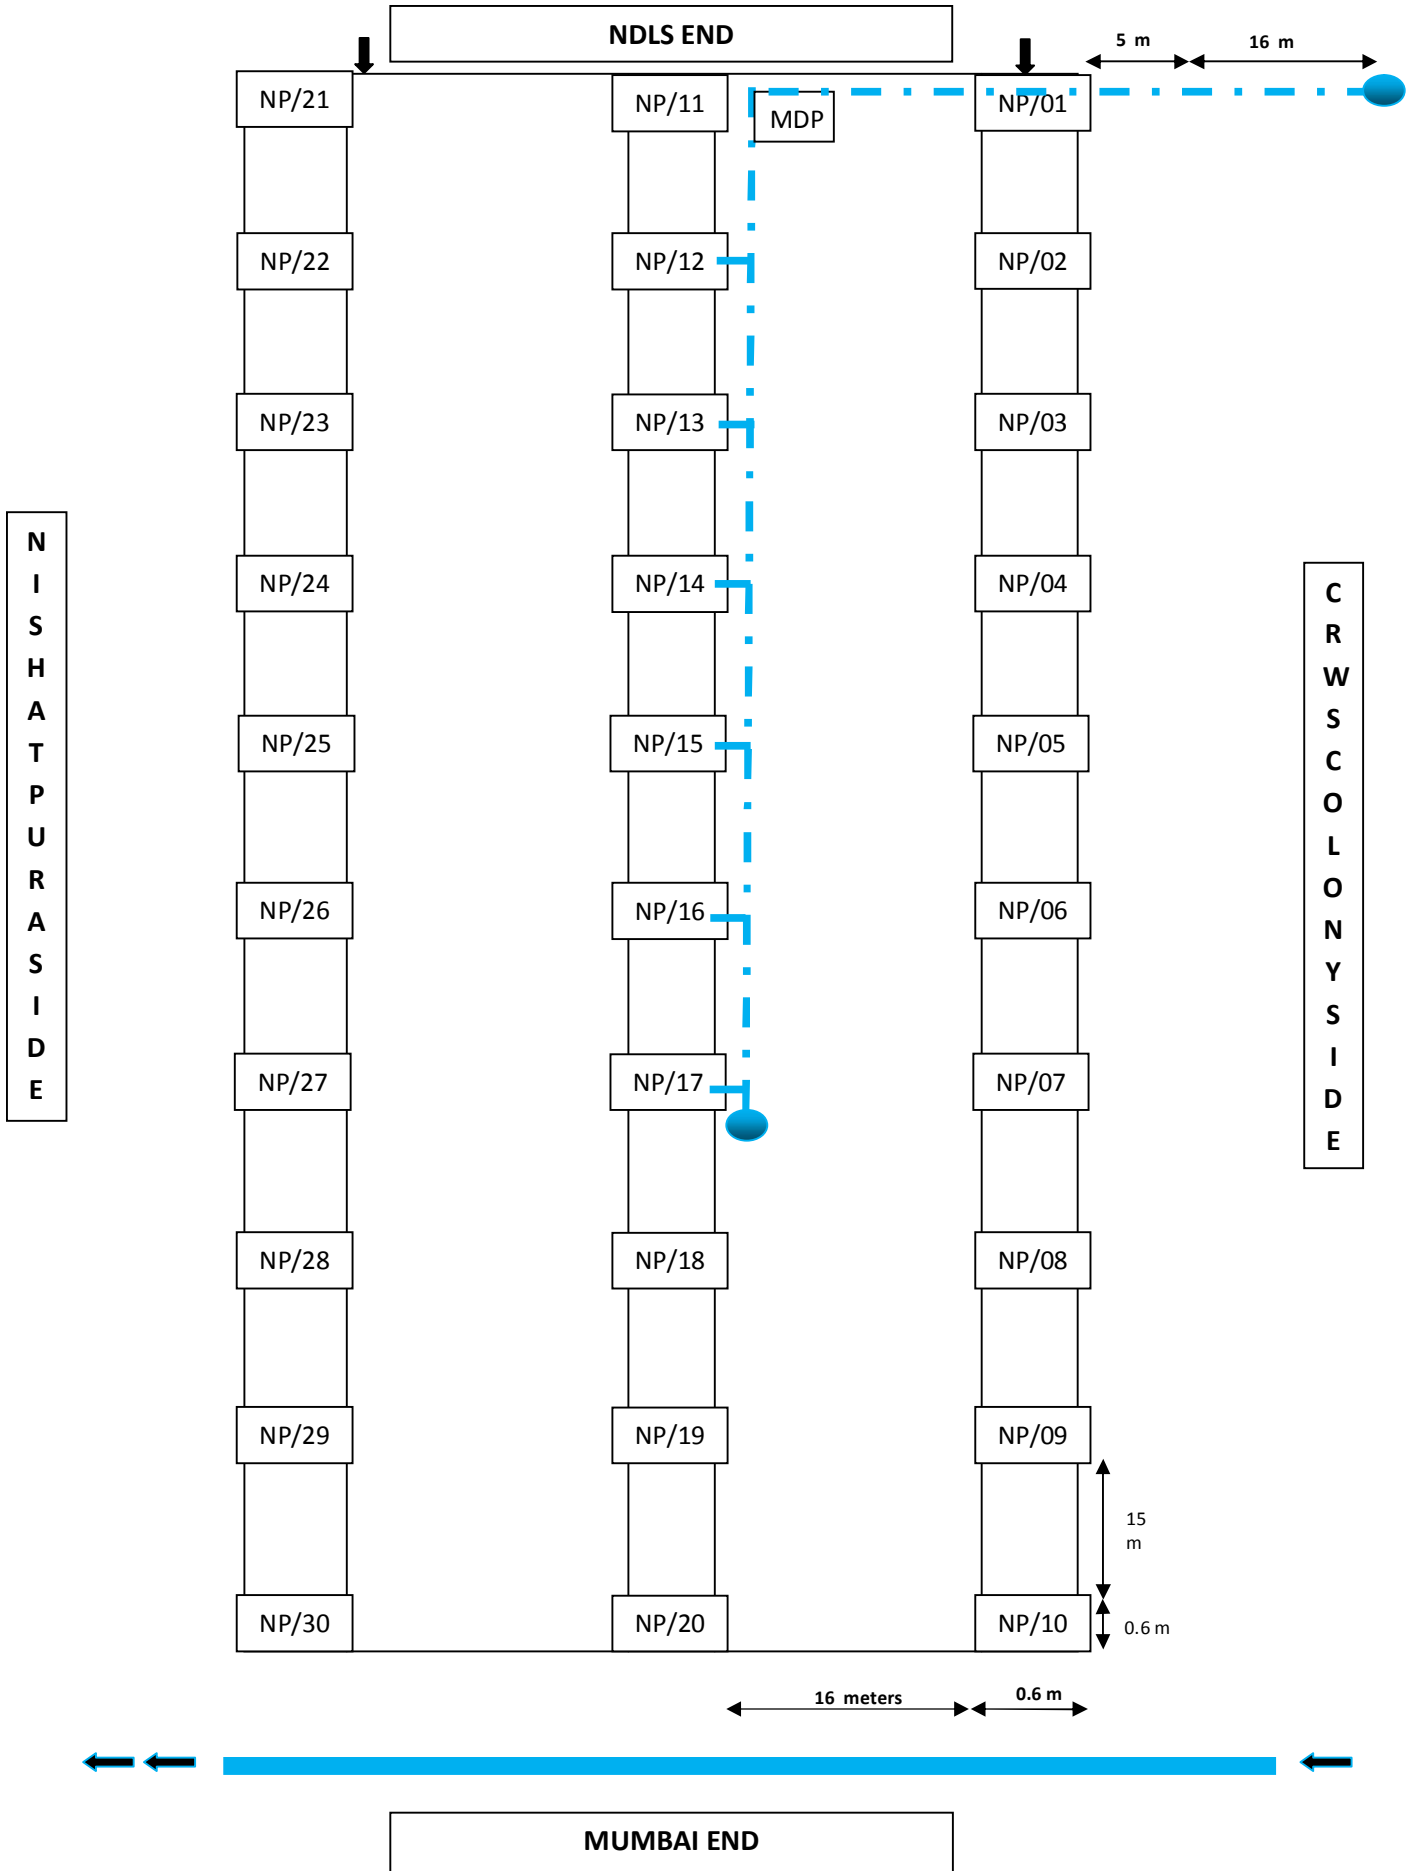 NDLS END
5 m
16 m
NP/21
NP/11
MDP
NP/01
NP/22
NP/12
NP/02
NP/23
NP/13
NP/03
NP/24
NP/14
NP/04
NP/25
NP/15
NP/05
NP/26
NP/16
NP/06
NP/27
NP/17
NP/07
NP/28
NP/18
NP/08
NP/29
NP/19
NP/09
NP/30
NP/20
NP/10
N
I
S
H
A
T
P
U
R
A
S
I
D
E
C
R
W
S
C
O
L
O
N
Y
S
I
D
E
15
m
0.6 m
16 meters
0.6 m
MUMBAI END